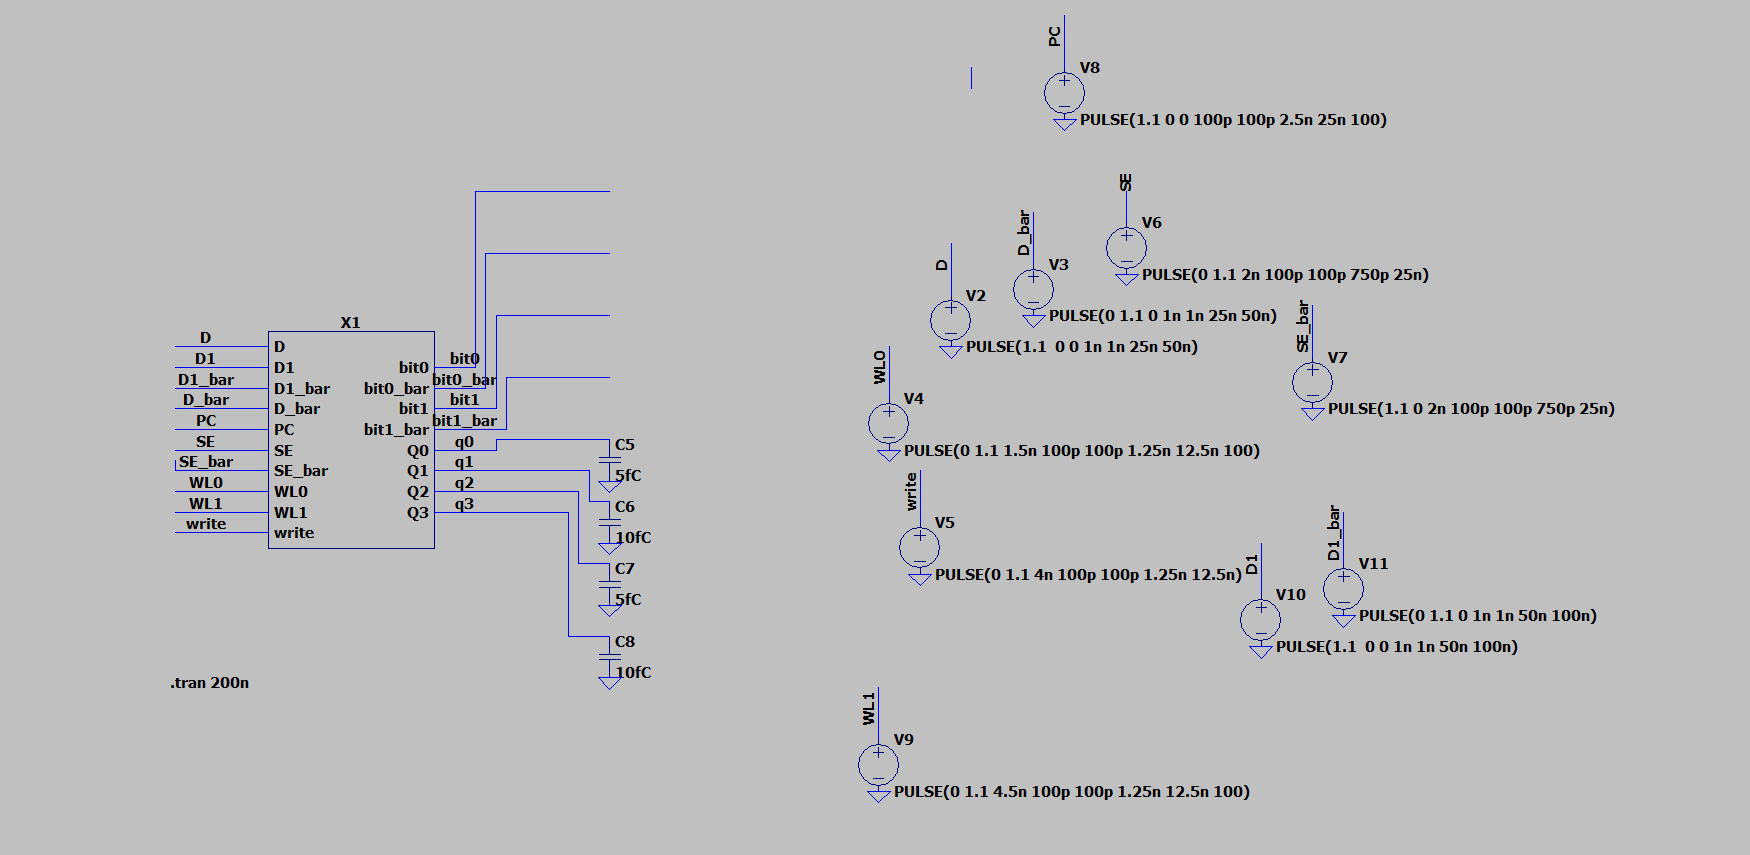 PC
V8
PULSE(1.1 0 0 100p 100p 2.5n 25n 100)
SE
V6
PULSE(0 1.1 2n 100p 100p 750p 25n)
D_bar
V3
PULSE(0 1.1 0 1n 1n 25n 50n)
D
V2
PULSE(1.1  0 0 1n 1n 25n 50n)
SE_bar
V7
PULSE(1.1 0 2n 100p 100p 750p 25n)
WL0
V4
PULSE(0 1.1 1.5n 100p 100p 1.25n 12.5n 100)
write
V5
PULSE(0 1.1 4n 100p 100p 1.25n 12.5n)
D1_bar
V11
PULSE(0 1.1 0 1n 1n 50n 100n)
D1
V10
PULSE(1.1  0 0 1n 1n 50n 100n)
WL1
V9
PULSE(0 1.1 4.5n 100p 100p 1.25n 12.5n 100)
X1
D
D1
D1_bar
D_bar
PC
SE
SE_bar
WL0
WL1
write
D
D1
D1_bar
D_bar
PC
SE
SE_bar
WL0
WL1
write
bit0
bit0_bar
bit1
bit1_bar
Q0
Q1
Q2
Q3
bit0
bit0_bar
bit1
bit1_bar
q0
q1
q2
q3
C5
5fC
C6
10fC
C7
5fC
C8
10fC
.tran 200n